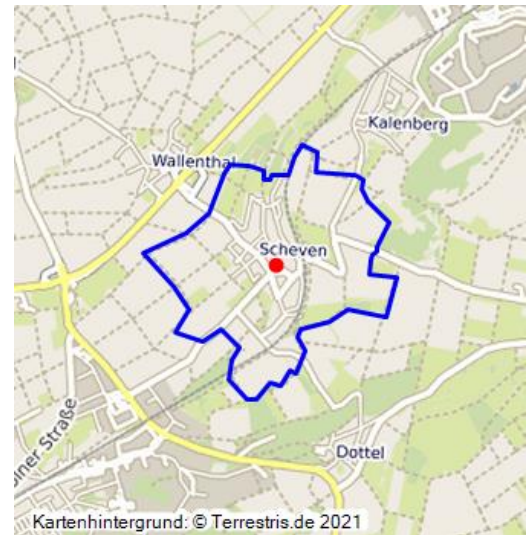 Kalenberg
Wallenthal
Scheven
Dottel
Kartenhintergrund: © Terrestris.de 2021